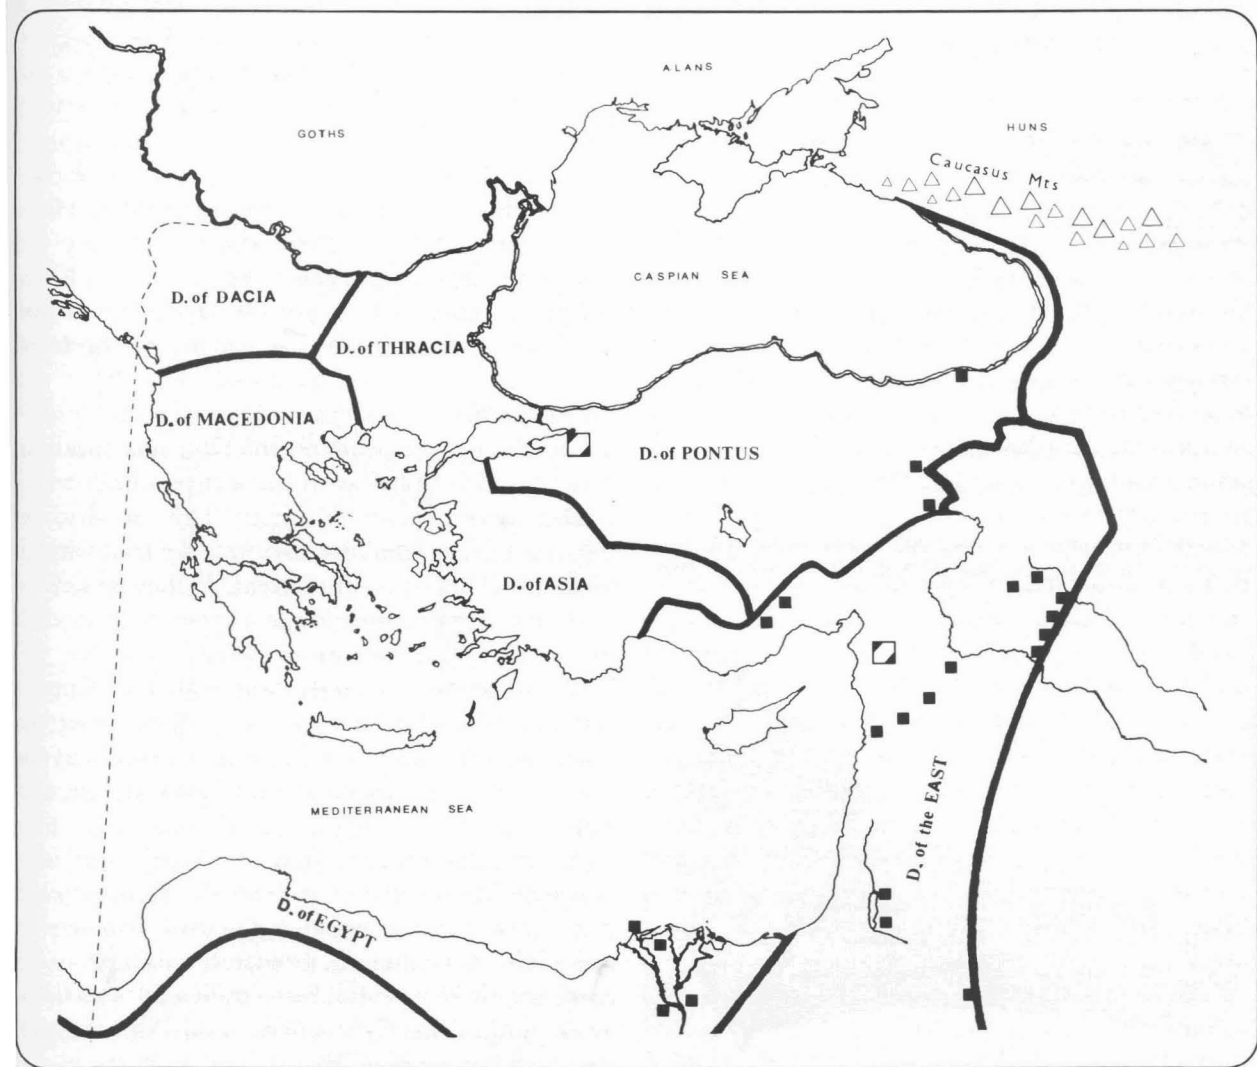 ALANS
GOTHS
HUNS
Caucasus Mts
CASPIAN SEA
D. of DACIA
D. of THRACIA
D. of MACEDONIA
D. of PONTUS
D. of ASIA
MEDITERRANEAN SEA
D. of the EAST
D. of EGYPT